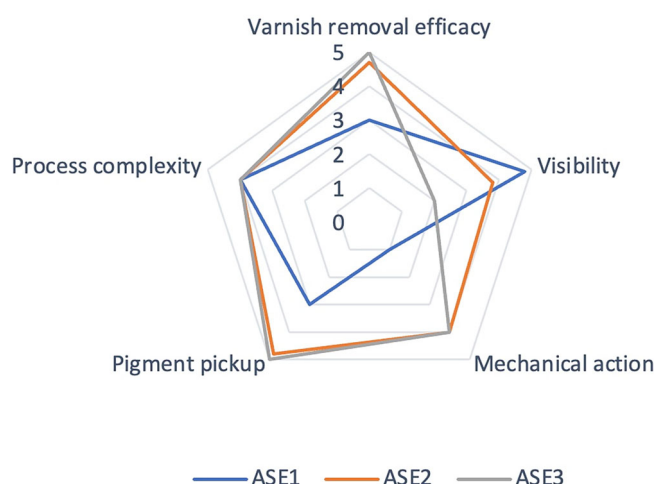 Varnish removal efficacy
5
4
3
2
1
0
Process complexity
Visibility
Pigment pickup
Mechanical action
ASE1 ASE2 ASE3